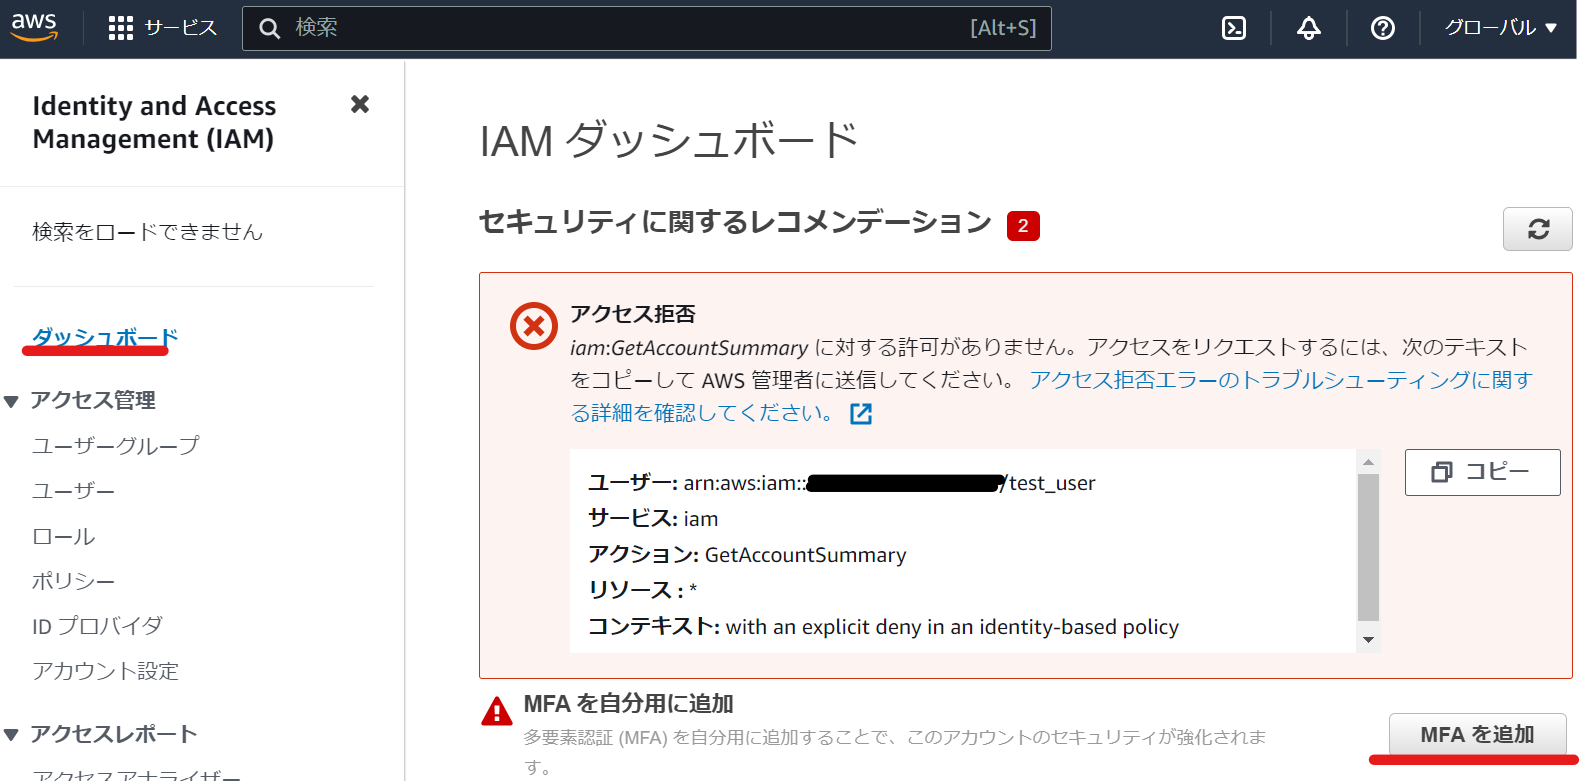 aws
サービス
検索
[Alt+S]
グローバル ▼
Identity and Access
Management (IAM)
検索をロードできません
ダッシュボード
アクセス管理
ユーザーグループ
ユーザー
ロール
ポリシー
ID プロバイダ
アカウント設定
アクセスレポート
アクセスアナライザー
IAM ダッシュボード
セキュリティに関するレコメンデーション 2
アクセス拒否
iam:GetAccountSummary に対する許可がありません。アクセスをリクエストするには、次のテキスト
をコピーして AWS 管理者に送信してください。 アクセス拒否エラーのトラブルシューティングに関す
る詳細を確認してください。
ユーザー: arn:aws:iam::/test_user
サービス: iam
アクション: GetAccountSummary
リソース : *
コンテキスト: with an explicit deny in an identity-based policy
コピー
MFA を自分用に追加
多要素認証 (MFA) を自分用に追加することで、このアカウントのセキュリティが強化されま
す。
MFA を追加